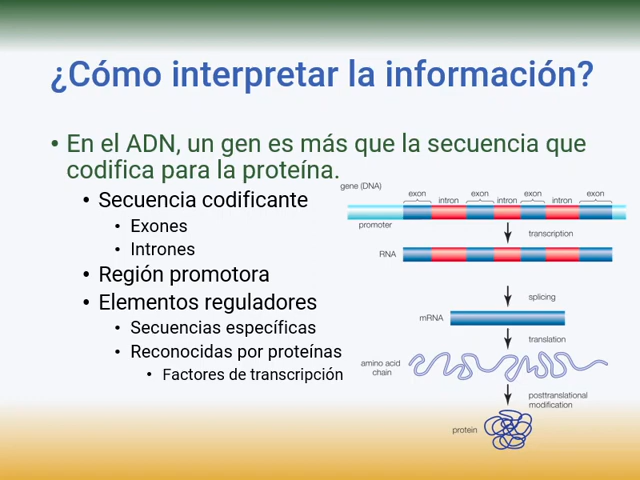 ¿Cómo interpretar la información?
• En el ADN, un gen es más que la secuencia que
codifica para la proteína.
• Secuencia codificante
• Exones
• Intrones
• Región promotora
• Elementos reguladores
• Secuencias específicas
• Reconocidas por proteínas
• Factores de transcripción
gene (DNA)
exon exon exon exon
intron intron intron
promoter
transcription
RNA
splicing
mRNA
translation
amino acid
chain
posttranslational
modification
protein